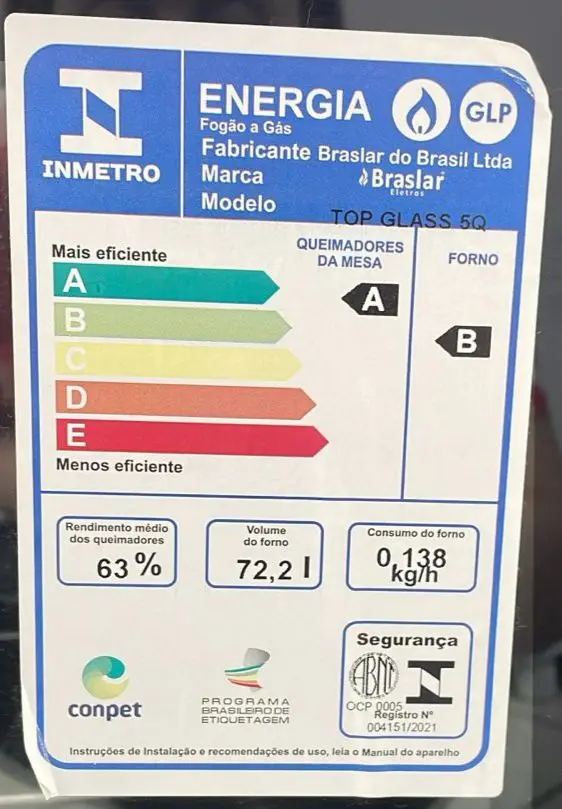 INMETRO
ENERGIA
GLP
Fogão a Gás
Fabricante Braslar do Brasil Ltda
Marca Braslar
Eletros
Modelo TOP GLASS 5Q
QUEIMADORES
DA MESA
FORNO
Mais eficiente
A
B
C
D
E
Menos eficiente
A
B
Rendimento médio
dos queimadores
63 %
Volume
do forno
72,2 l
Consumo do forno
0,138
kg/h
conpet
PROGRAMA
BRASILEIRO DE
ETIQUETAGEM
Segurança
ABNT
OCP 0005
Registro Nº
004151/2021
Instruções de Instalação e recomendações de uso, leia o Manual do aparelho